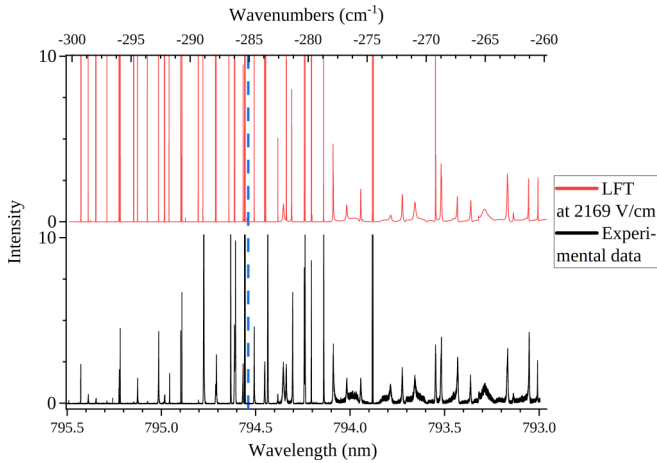 Wavenumbers (cm-1)
-300 -295 -290 -285 -280 -275 -270 -265 -260
10
0
10
0
Intensity
LFT
at 2169 V/cm
Experi-
mental data
795.5 795.0 794.5 794.0 793.5 793.0
Wavelength (nm)